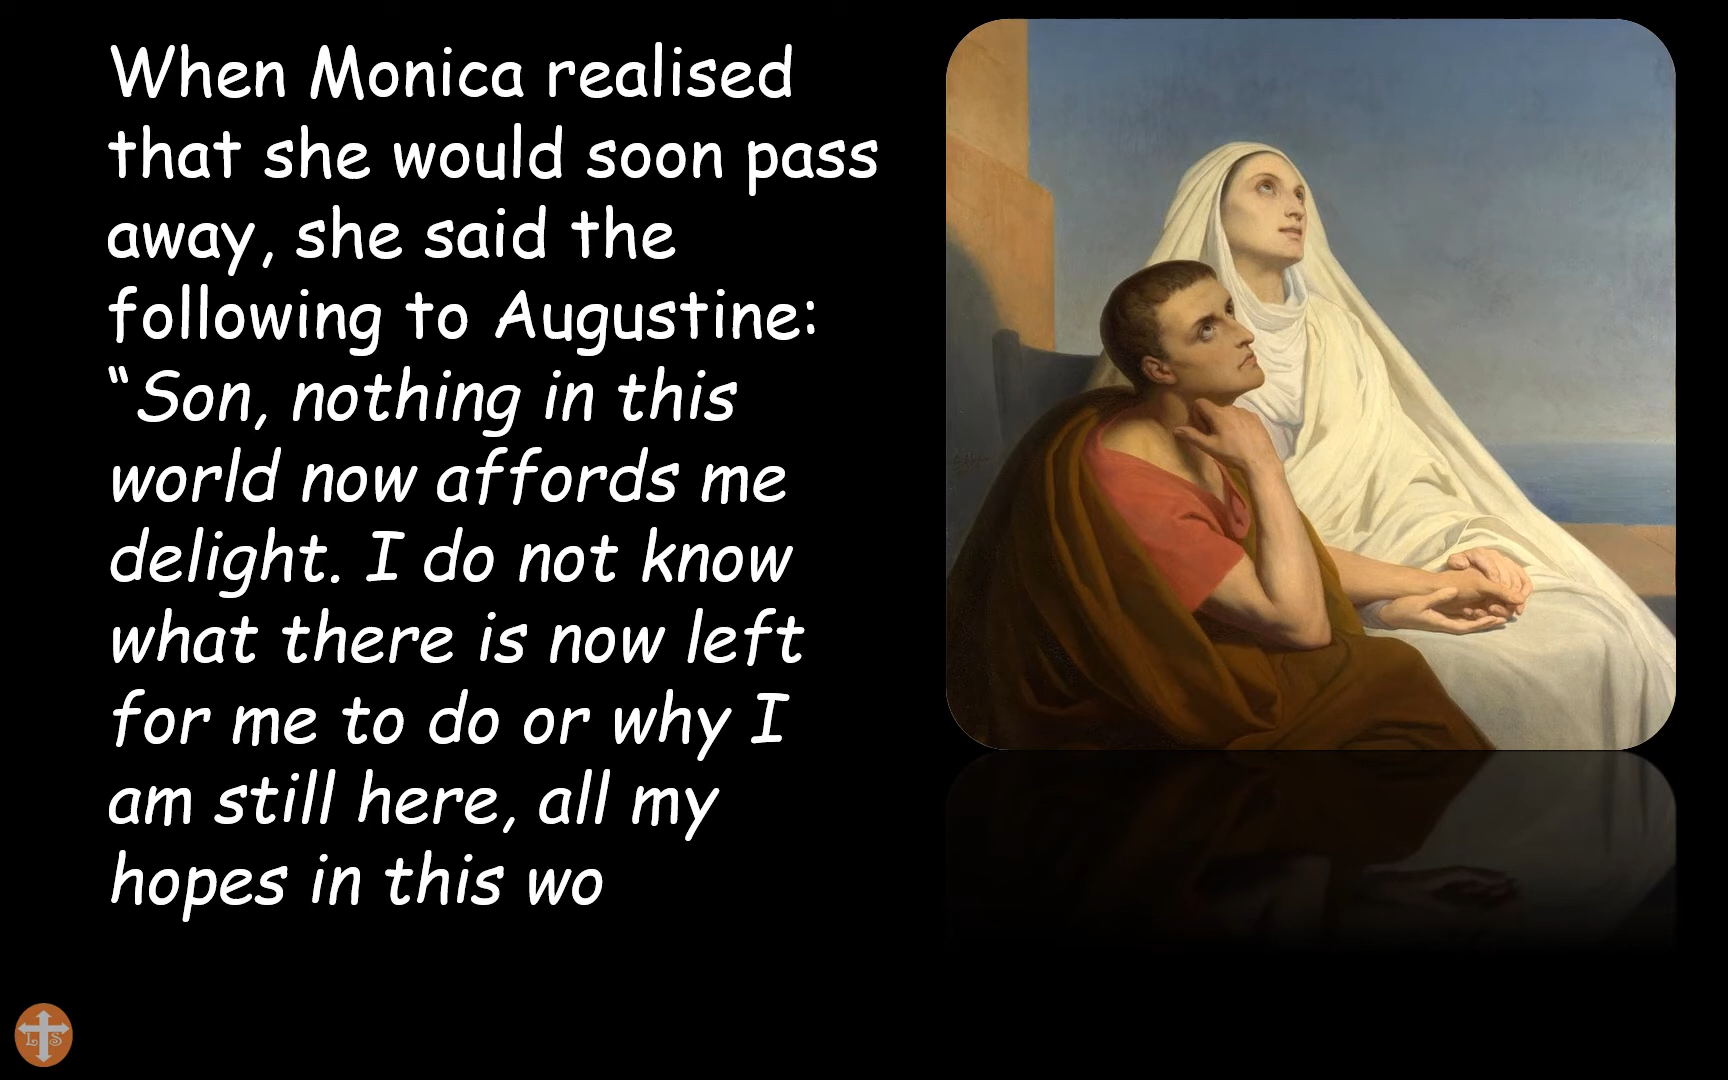 When Monica realised
that she would soon pass
away, she said the
following to Augustine:
“Son, nothing in this
world now affords me
delight. I do not know
what there is now left
for me to do or why I
am still here, all my
hopes in this wo
L S